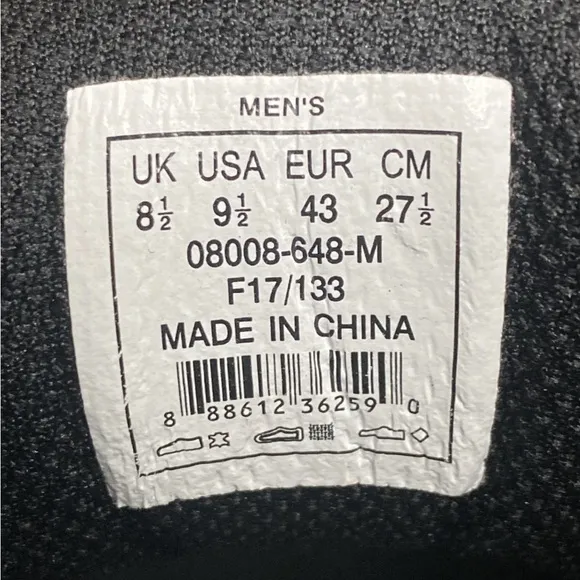 MEN'S
UK USA EUR CM
8½ 9½ 43 27½
08008-648-M
F17/133
MADE IN CHINA
8 88612 36259 0